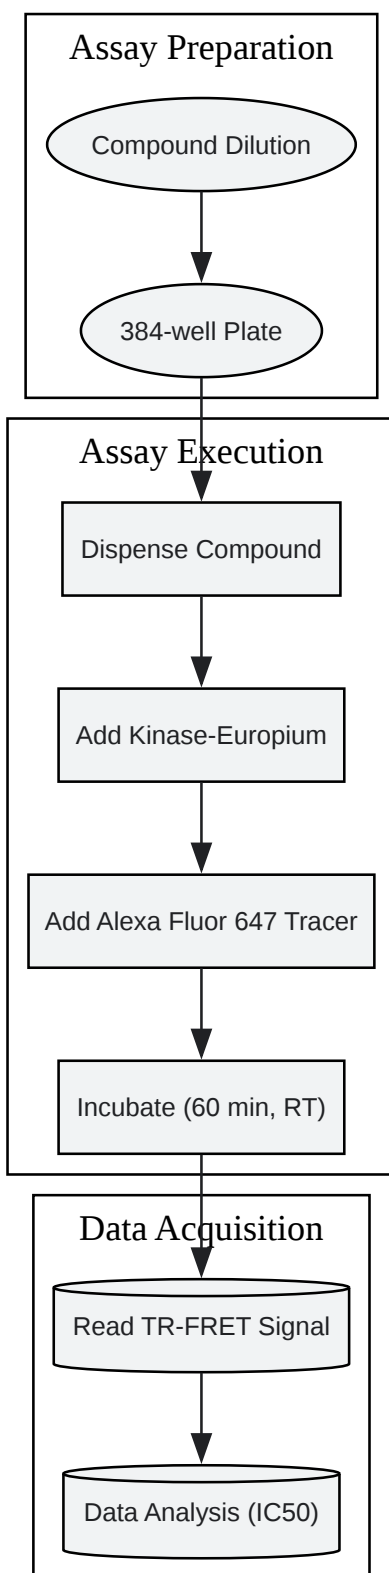 Assay Preparation
Compound Dilution
384-well Plate
Assay Execution
Dispense Compound
Add Kinase-Europium
Add Alexa Fluor 647 Tracer
Incubate (60 min, RT)
Data Acquisition
Read TR-FRET Signal
Data Analysis (IC50)